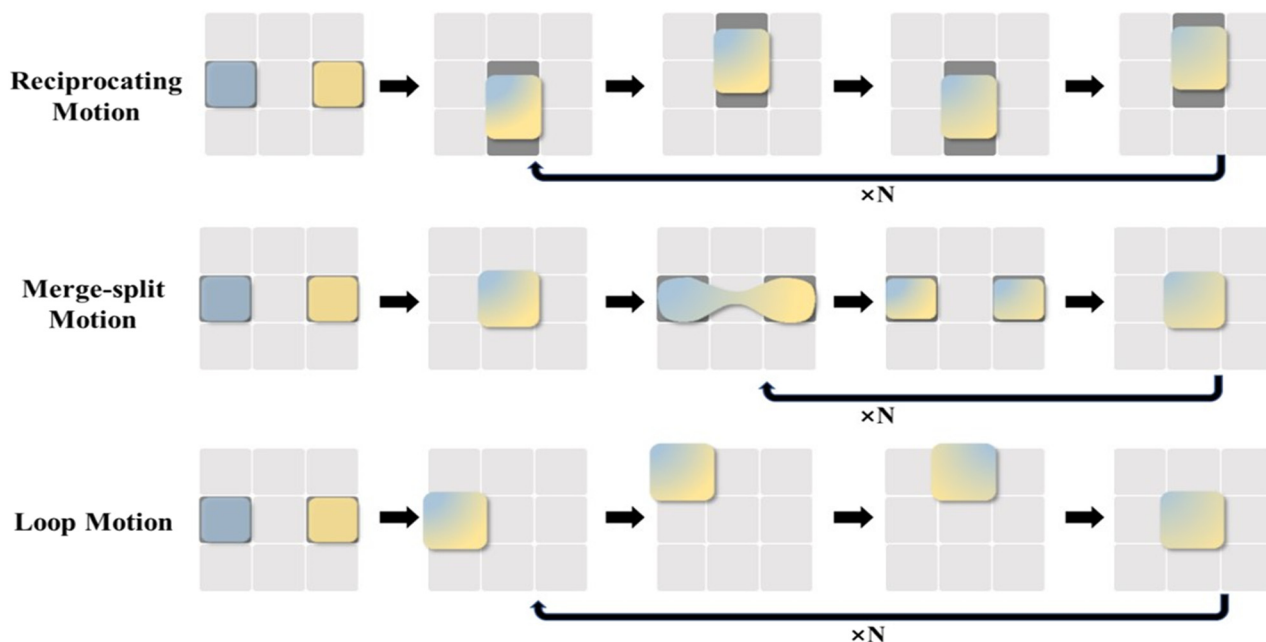 Reciprocating
Motion
×N
Merge-split
Motion
×N
Loop Motion
×N